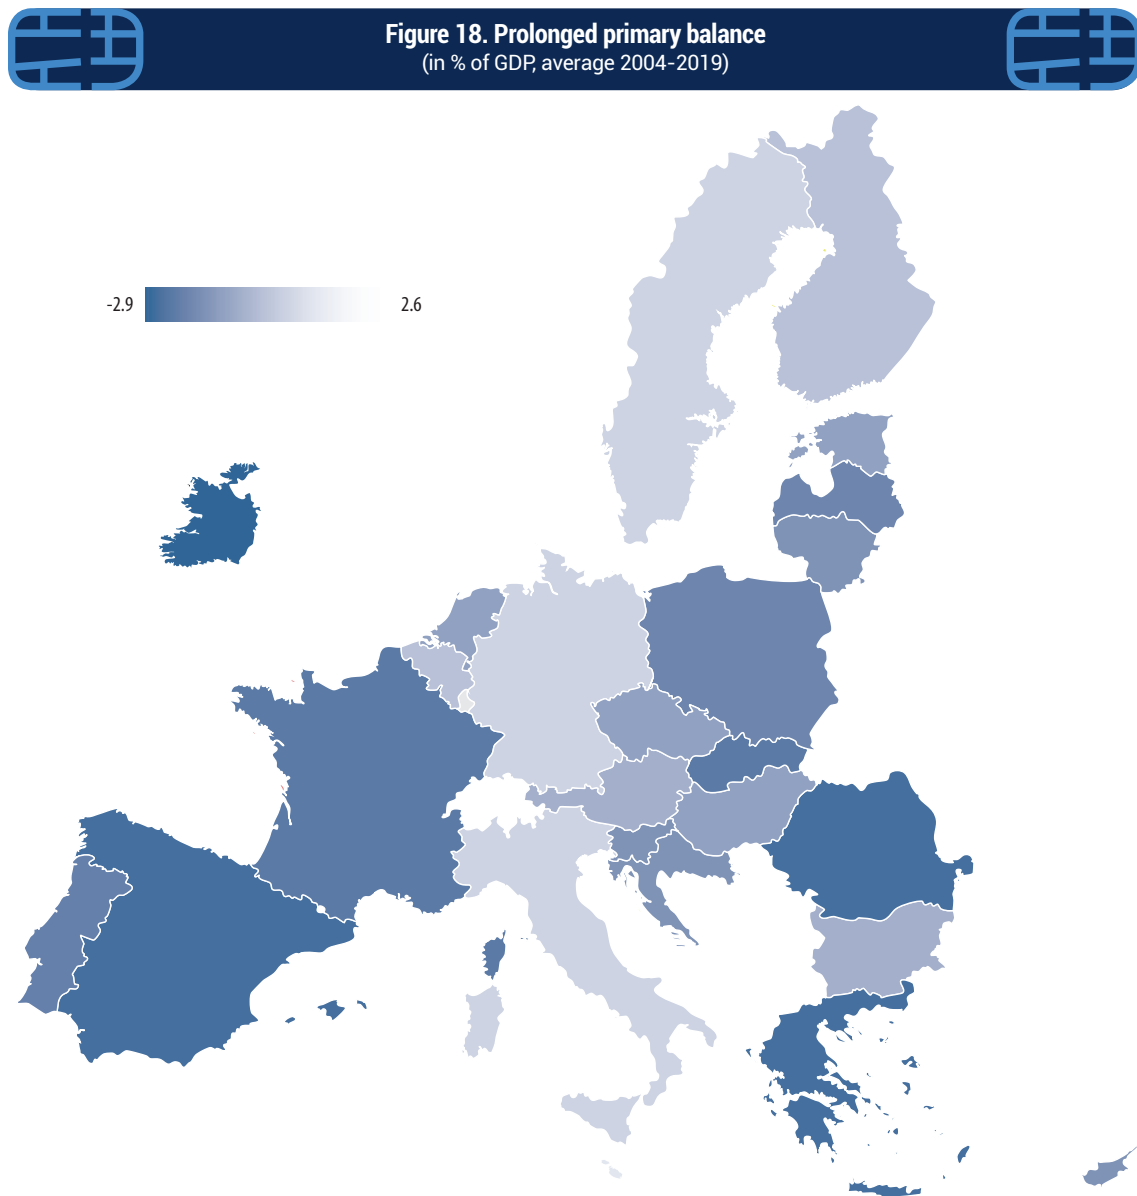 Figure 18. Prolonged primary balance
(in % of GDP, average 2004-2019)
-2.9
2.6